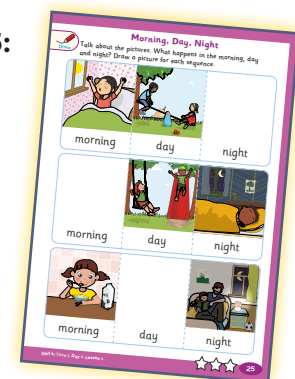 Morning, Day, Night
Talk about the pictures. What happens in the morning, day
and night? Draw a picture for each sequence.
morning day night
morning day night
morning day night
25